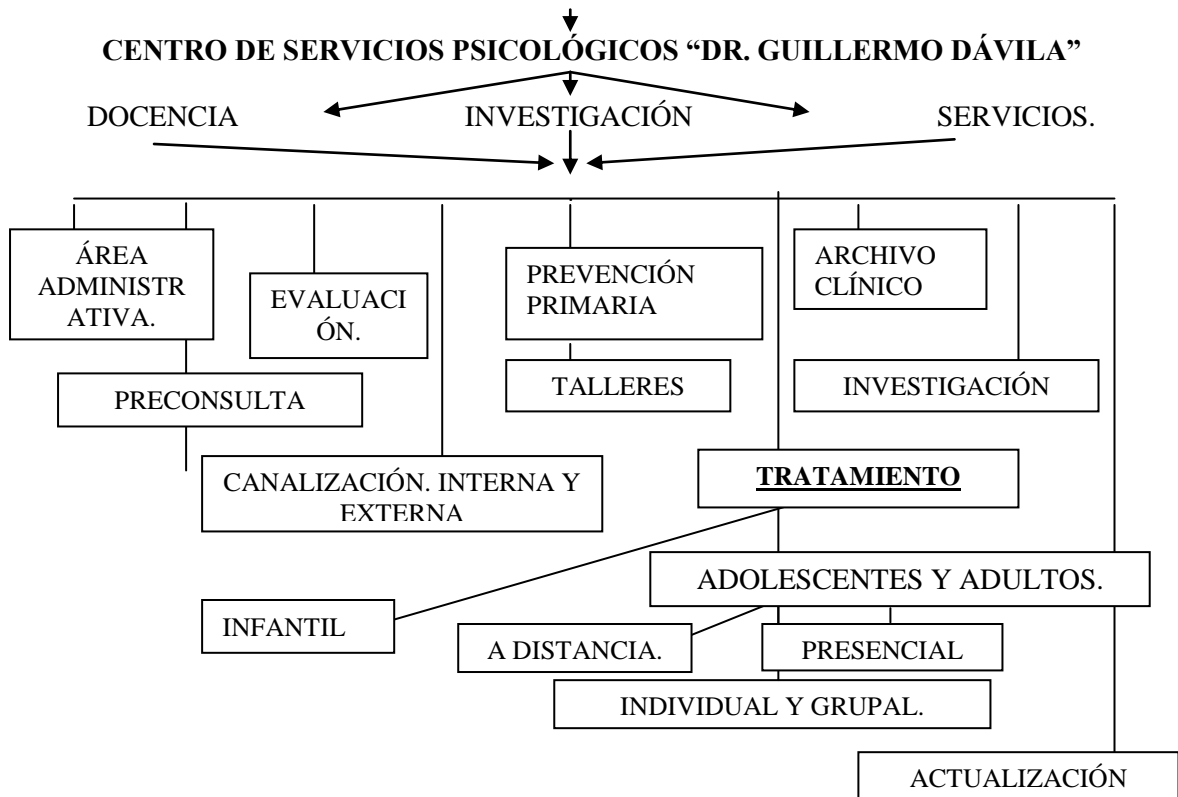 CENTRO DE SERVICIOS PSICOLÓGICOS “DR. GUILLERMO DÁVILA”
DOCENCIA
INVESTIGACIÓN
SERVICIOS.
ÁREA
ADMINISTR
ATIVA.
EVALUACI
ÓN.
PREVENCIÓN
PRIMARIA
ARCHIVO
CLÍNICO
PRECONSULTA
TALLERES
INVESTIGACIÓN
CANALIZACIÓN. INTERNA Y
EXTERNA
TRATAMIENTO
ADOLESCENTES Y ADULTOS.
INFANTIL
A DISTANCIA.
PRESENCIAL
INDIVIDUAL Y GRUPAL.
ACTUALIZACIÓN